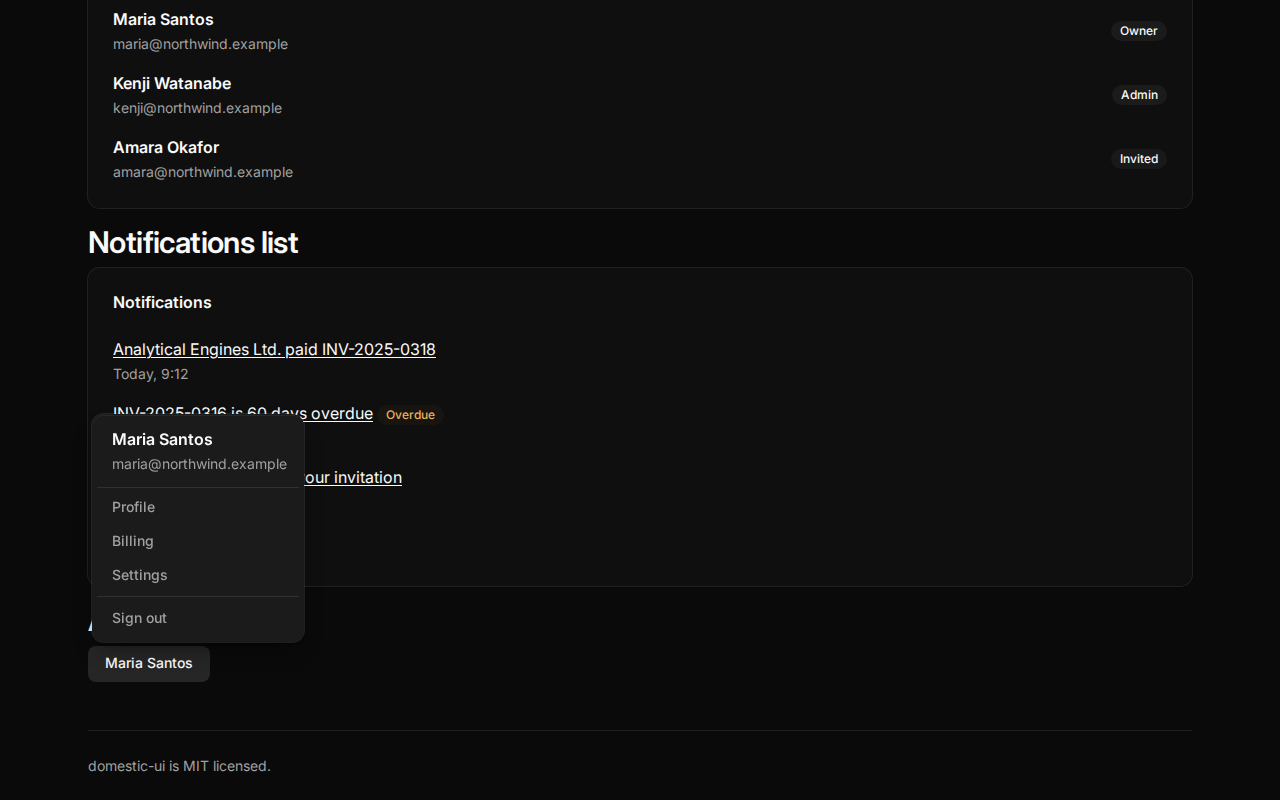 Maria Santos
maria@northwind.example
Owner
Kenji Watanabe
kenji@northwind.example
Admin
Amara Okafor
amara@northwind.example
Invited
Notifications list
Notifications
Analytical Engines Ltd. paid INV-2025-0318
Today, 9:12
INV-2025-0316 is 60 days overdue Overdue
Maria Santos
maria@northwind.example
our invitation
Profile
Billing
Settings
Sign out
Maria Santos
domestic-ui is MIT licensed.